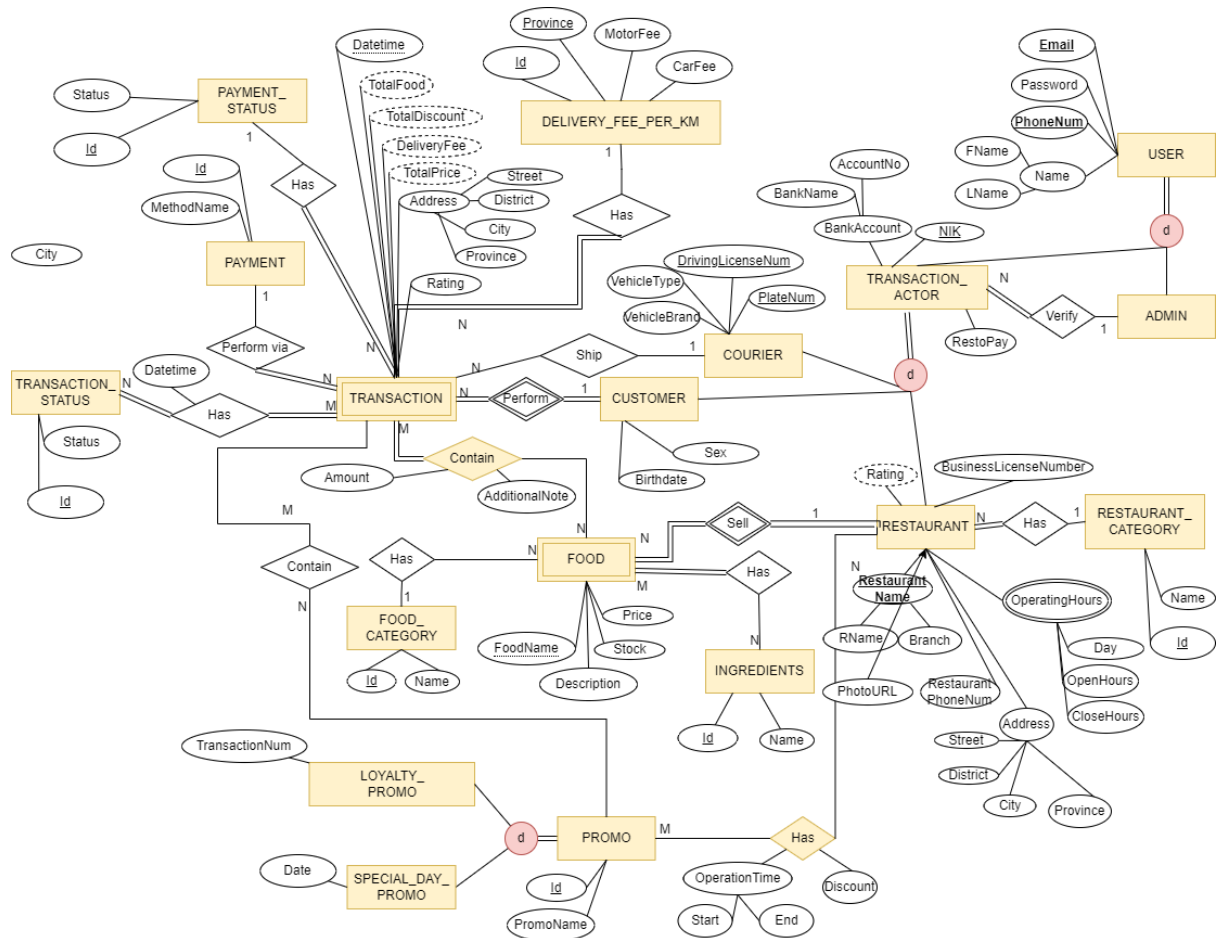 Province
MotorFee
Datetime
Id
CarFee
Email
Status
PAYMENT_
STATUS
TotalFood
Password
TotalDiscount
DELIVERY_FEE_PER_KM
PhoneNum
1
1
Id
DeliveryFee
USER
FName
Name
LName
AccountNo
Id
Has
TotalPrice
Street
BankName
MethodName
Address
District
Has
BankAccount
NIK
d
City
Province
City
PAYMENT
DrivingLicenseNum
TRANSACTION_
ACTOR
N
Rating
VehicleType
PlateNum
Verify
1
ADMIN
1
VehicleBrand
RestoPay
N
Perform via
N
Ship
1
COURIER
Datetime
N
N
N
d
TRANSACTION_
STATUS
N
Has
M
TRANSACTION
N
Perform
1
CUSTOMER
M
Status
Contain
Sex
Amount
AdditionalNote
Birthdate
Rating
BusinessLicenseNumber
Id
M
N
N
Sell
1
RESTAURANT
N
Has
1
RESTAURANT_
CATEGORY
Has
N
FOOD
N
Contain
M
Has
Restaurant
Name
OperatingHours
Name
N
1
FOOD_
CATEGORY
Price
RName
Branch
Day
Id
FoodName
Stock
N
Id
Name
Description
INGREDIENTS
PhotoURL
Restaurant
PhoneNum
OpenHours
Address
CloseHours
Id
Name
Street
District
City
Province
TransactionNum
LOYALTY_
PROMO
d
PROMO
M
Has
Date
SPECIAL_DAY_
PROMO
Id
OperationTime
Discount
PromoName
Start
End